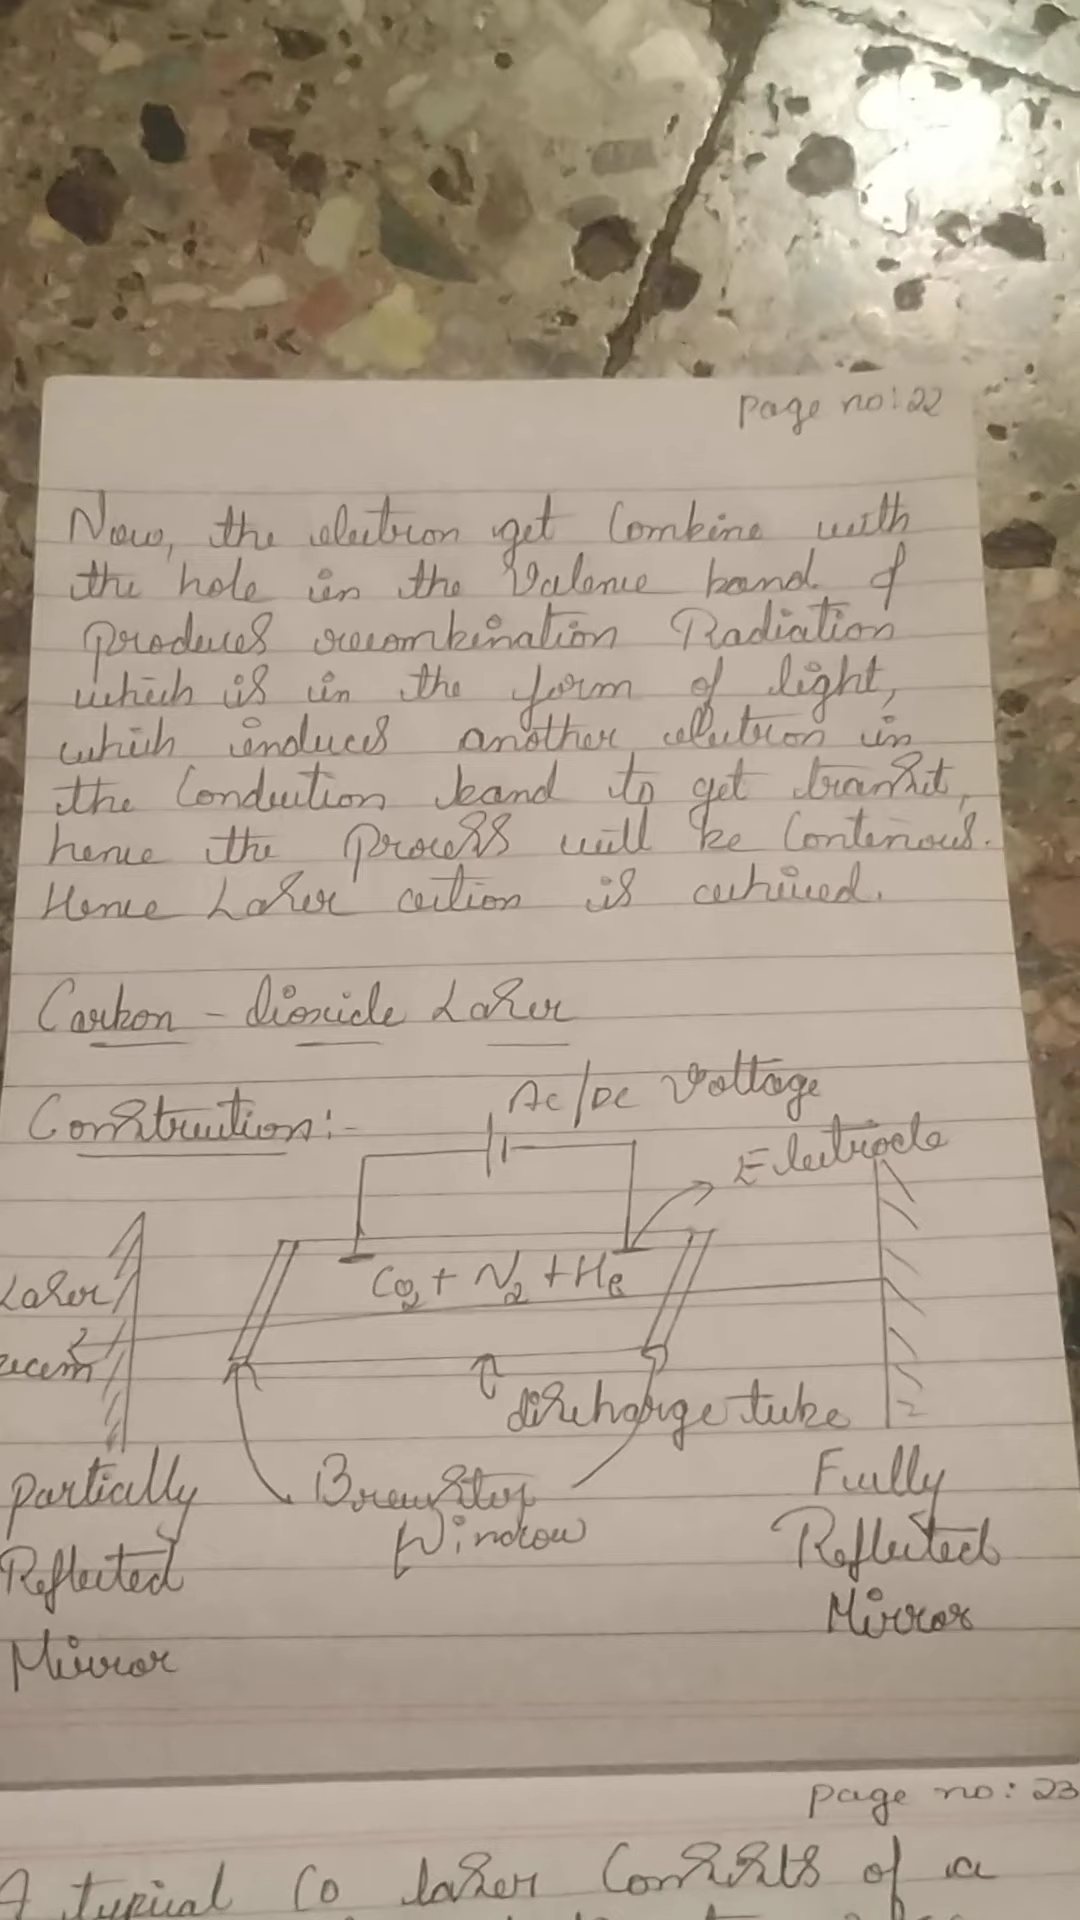 Page no: 22
Now, the electron get Combine with
the hole in the Valence band &
produces recombination Radiation
which is in the form of light,
which induces another electron in
the Conduction band to get transit,
hence the process will be Contenous.
Hence Laser action is achived.
Carbon - dioxide Laser
Construction:-
Ac/Dc Voltage
Electrode
CO2 + N2 + He
Laser
discharge tube
Partially
Reflected
Mirror
Brewster
Window
Fully
Reflected
Mirror
Page no: 23
A typical CO laser Consists of a